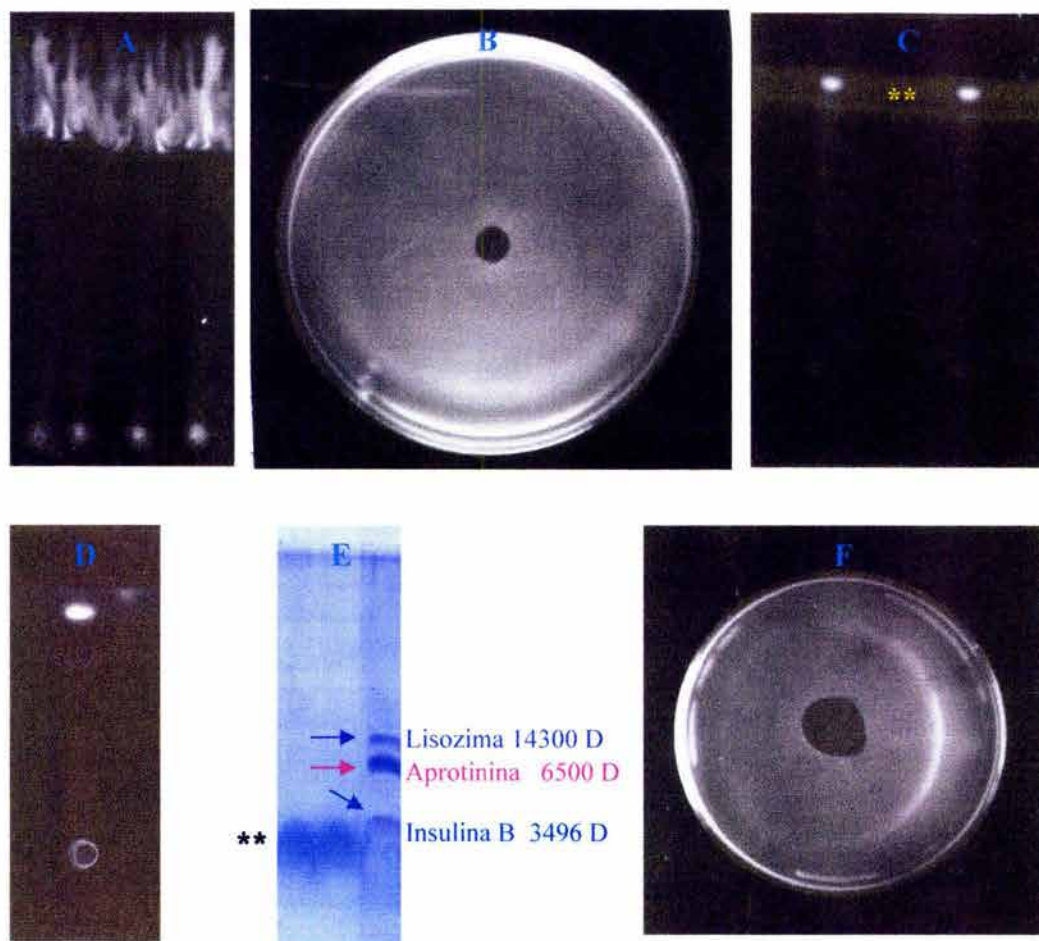 A
B
C
**
D
E
F
Lisozima 14300 D
Aprotinina 6500 D
Insulina B 3496 D
**